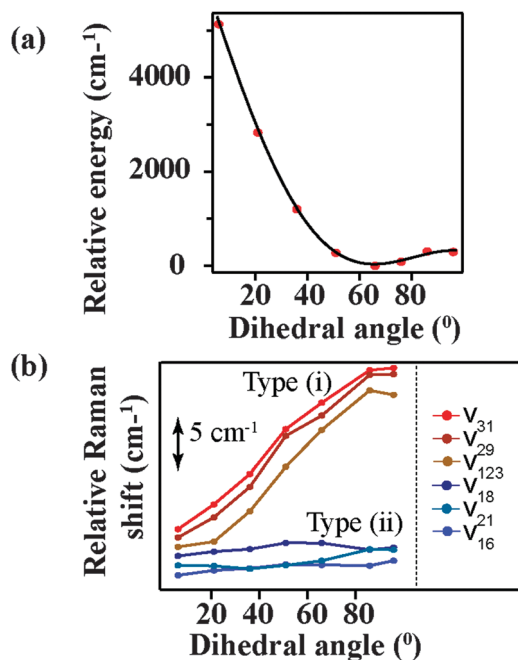 (a)
Relative energy (cm-¹)
4000
2000
0
20 40 60 80
Dihedral angle (⁰)
(b)
Relative Raman
shift (cm-¹)
Type (i)
5 cm-¹
Type (ii)
20 40 60 80
Dihedral angle (⁰)
V31
V29
V123
V18
V21
V16